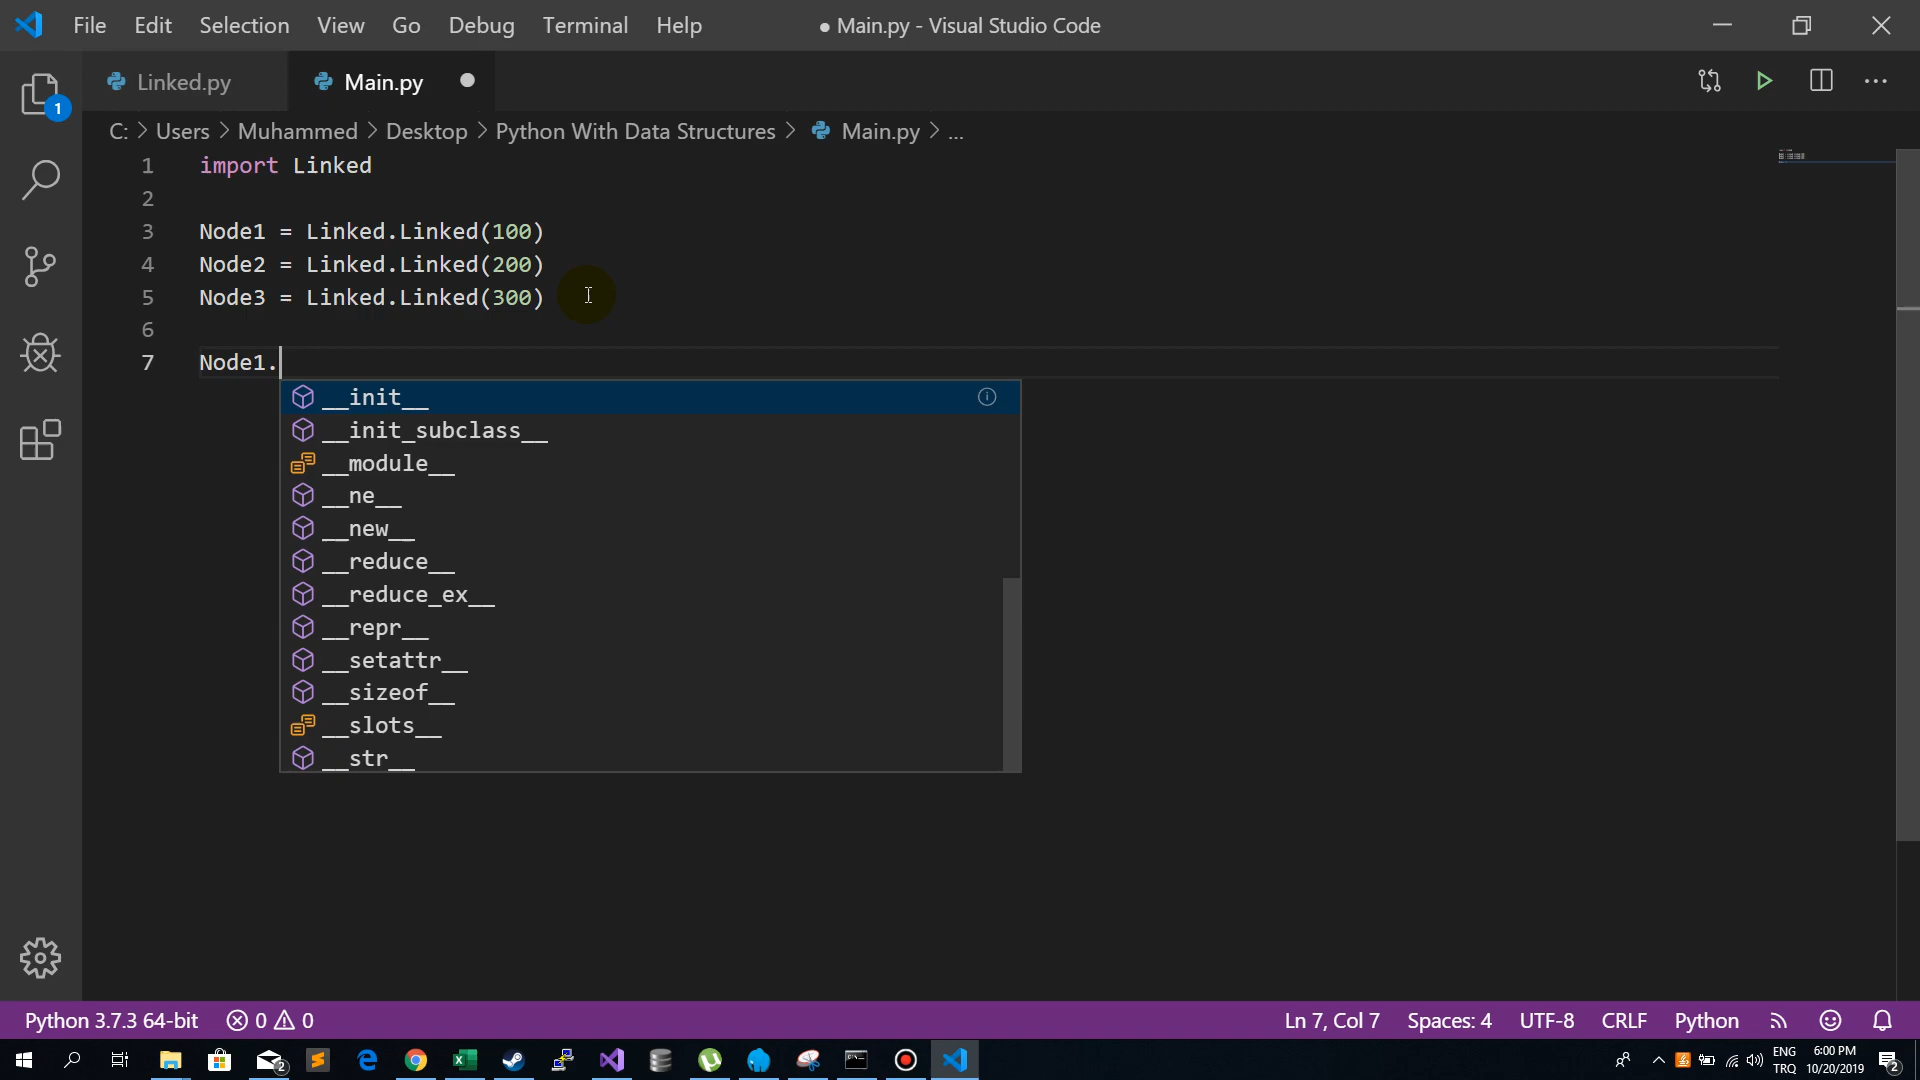 File Edit Selection View Go Debug Terminal Help
● Main.py - Visual Studio Code
Linked.py Main.py
1
C: > Users > Muhammed > Desktop > Python With Data Structures > Main.py > ...
1 import Linked
2
3 Node1 = Linked.Linked(100)
4 Node2 = Linked.Linked(200)
5 Node3 = Linked.Linked(300)
6
7 Node1.
__init__
__init_subclass__
__module__
__ne__
__new__
__reduce__
__reduce_ex__
__repr__
__setattr__
__sizeof__
__slots__
__str__
Python 3.7.3 64-bit 0 0 Ln 7, Col 7 Spaces: 4 UTF-8 CRLF Python
2 ENG 6:00 PM
TRQ 10/20/2019 2